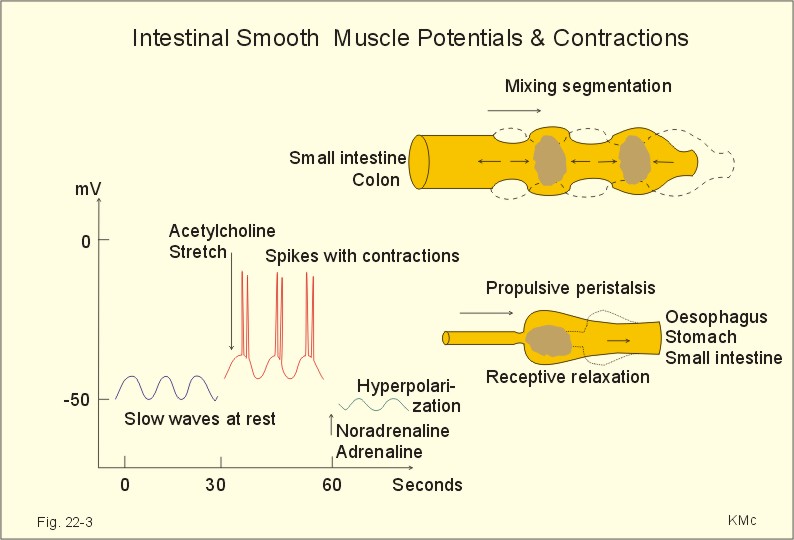 Intestinal Smooth Muscle Potentials & Contractions
Mixing segmentation
Small intestine
Colon
mV
Acetylcholine
Stretch
Spikes with contractions
0
Propulsive peristalsis
Oesophagus
Stomach
Small intestine
Receptive relaxation
-50
Slow waves at rest
Hyperpolari-
zation
Noradrenaline
Adrenaline
0 30 60 Seconds
Fig. 22-3
KMc